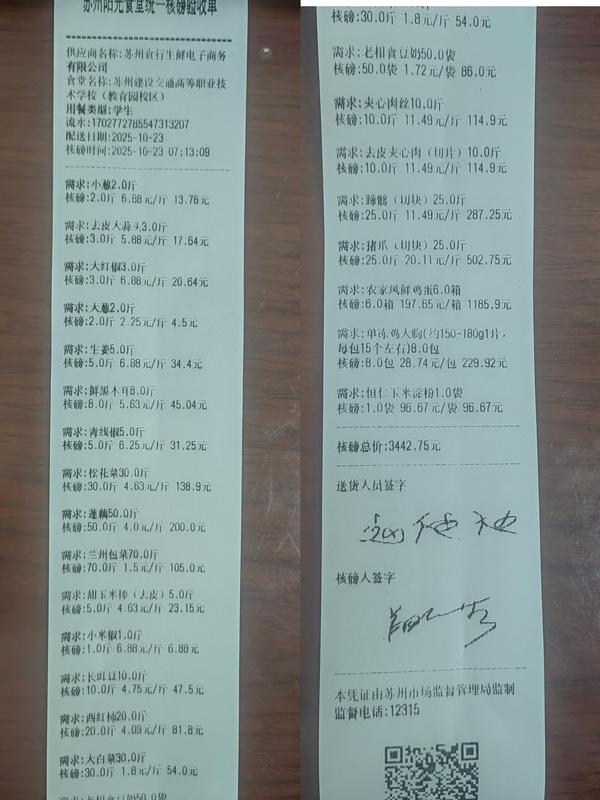 苏州阳光食堂统一核磅验收单
供应商名称:苏州食行生鲜电子商务
有限公司
食堂名称:苏州建设交通高等职业技
术学校（教育园校区）
用餐类型:学生
流水:1702772785547313207
配送日期:2025-10-23
核磅时间:2025-10-23 07:13:09
需求:小葱2.0斤
核磅:2.0斤 6.88元/斤 13.76元
需求:去皮大蒜头3.0斤
核磅:3.0斤 5.88元/斤 17.64元
需求:大红椒3.0斤
核磅:3.0斤 6.88元/斤 20.64元
需求:大葱2.0斤
核磅:2.0斤 2.25元/斤 4.5元
需求:生姜5.0斤
核磅:5.0斤 6.88元/斤 34.4元
需求:鲜黑木耳8.0斤
核磅:8.0斤 5.63元/斤 45.04元
需求:青线椒5.0斤
核磅:5.0斤 6.25元/斤 31.25元
需求:松花菜30.0斤
核磅:30.0斤 4.63元/斤 138.9元
需求:莲藕50.0斤
核磅:50.0斤 4.0元/斤 200.0元
需求:兰州包菜70.0斤
核磅:70.0斤 1.5元/斤 105.0元
需求:甜玉米棒（去皮）5.0斤
核磅:5.0斤 4.63元/斤 23.15元
需求:小米椒1.0斤
核磅:1.0斤 6.88元/斤 6.88元
需求:长豇豆10.0斤
核磅:10.0斤 4.75元/斤 47.5元
需求:西红柿20.0斤
核磅:20.0斤 4.09元/斤 81.8元
需求:大白菜30.0斤
核磅:30.0斤 1.8元/斤 54.0元
需求:老相食豆奶50.0袋
核磅:30.0斤 1.8元/斤 54.0元
需求:老相食豆奶50.0袋
核磅:50.0袋 1.72元/袋 86.0元
需求:夹心肉丝10.0斤
核磅:10.0斤 11.49元/斤 114.9元
需求:去皮夹心肉（切片）10.0斤
核磅:10.0斤 11.49元/斤 114.9元
需求:蹄髈（切块）25.0斤
核磅:25.0斤 11.49元/斤 287.25元
需求:猪爪（切块）25.0斤
核磅:25.0斤 20.11元/斤 502.75元
需求:农家风鲜鸡蛋6.0箱
核磅:6.0箱 197.65元/箱 1185.9元
需求:单冻鸡大胸(约150-180g1片,
每包15个左右)8.0包
核磅:8.0包 28.74元/包 229.92元
需求:恒仁玉米淀粉1.0袋
核磅:1.0袋 96.67元/袋 96.67元
核磅总价:3442.75元
送货人员签字
核磅人签字
本凭证由苏州市场监督管理局监制
监督电话:12315